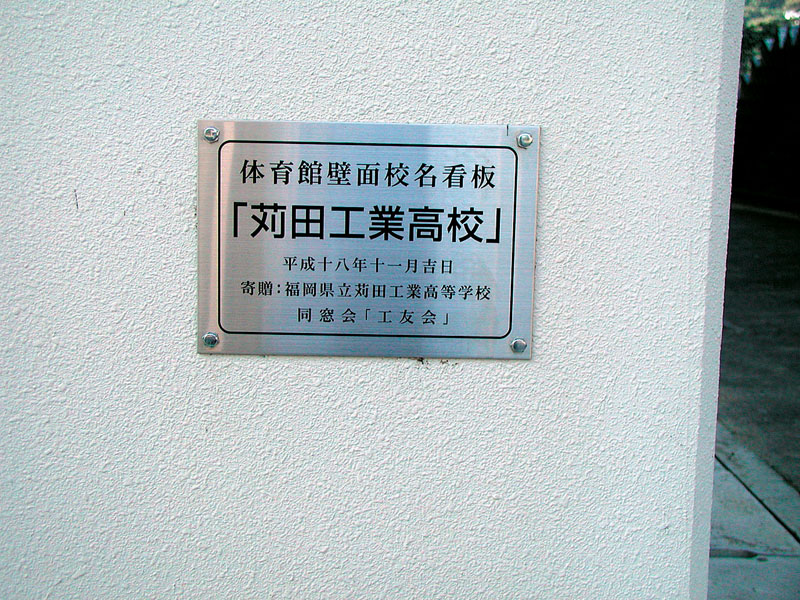 体育館壁面校名看板
「苅田工業高校」
平成十八年十一月吉日
寄贈：福岡県立苅田工業高等学校
同窓会「工友会」